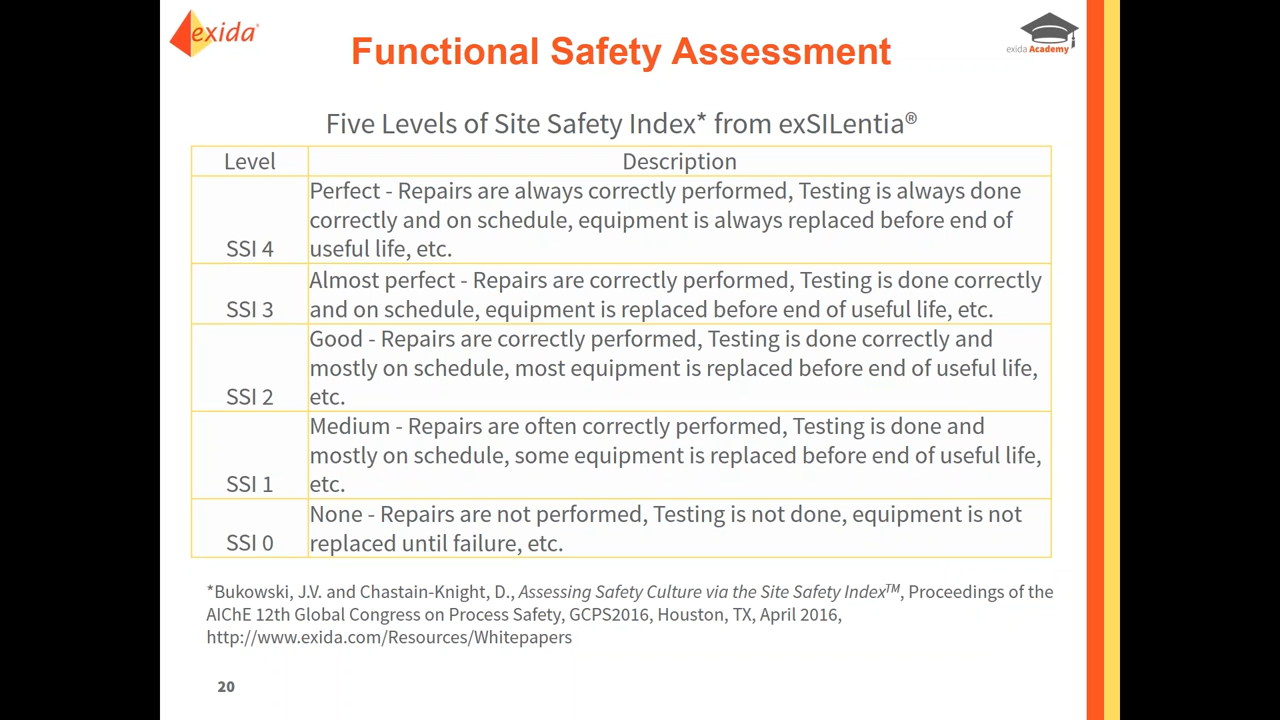 exida®
exida Academy
Functional Safety Assessment
Five Levels of Site Safety Index* from exSILentia®
Level
Description
SSI 4
Perfect - Repairs are always correctly performed, Testing is always done
correctly and on schedule, equipment is always replaced before end of
useful life, etc.
SSI 3
Almost perfect - Repairs are correctly performed, Testing is done correctly
and on schedule, equipment is replaced before end of useful life, etc.
SSI 2
Good - Repairs are correctly performed, Testing is done correctly and
mostly on schedule, most equipment is replaced before end of useful life,
etc.
SSI 1
Medium - Repairs are often correctly performed, Testing is done and
mostly on schedule, some equipment is replaced before end of useful life,
etc.
SSI 0
None - Repairs are not performed, Testing is not done, equipment is not
replaced until failure, etc.
*Bukowski, J.V. and Chastain-Knight, D., Assessing Safety Culture via the Site Safety Index™, Proceedings of the
AIChE 12th Global Congress on Process Safety, GCPS2016, Houston, TX, April 2016,
http://www.exida.com/Resources/Whitepapers
20